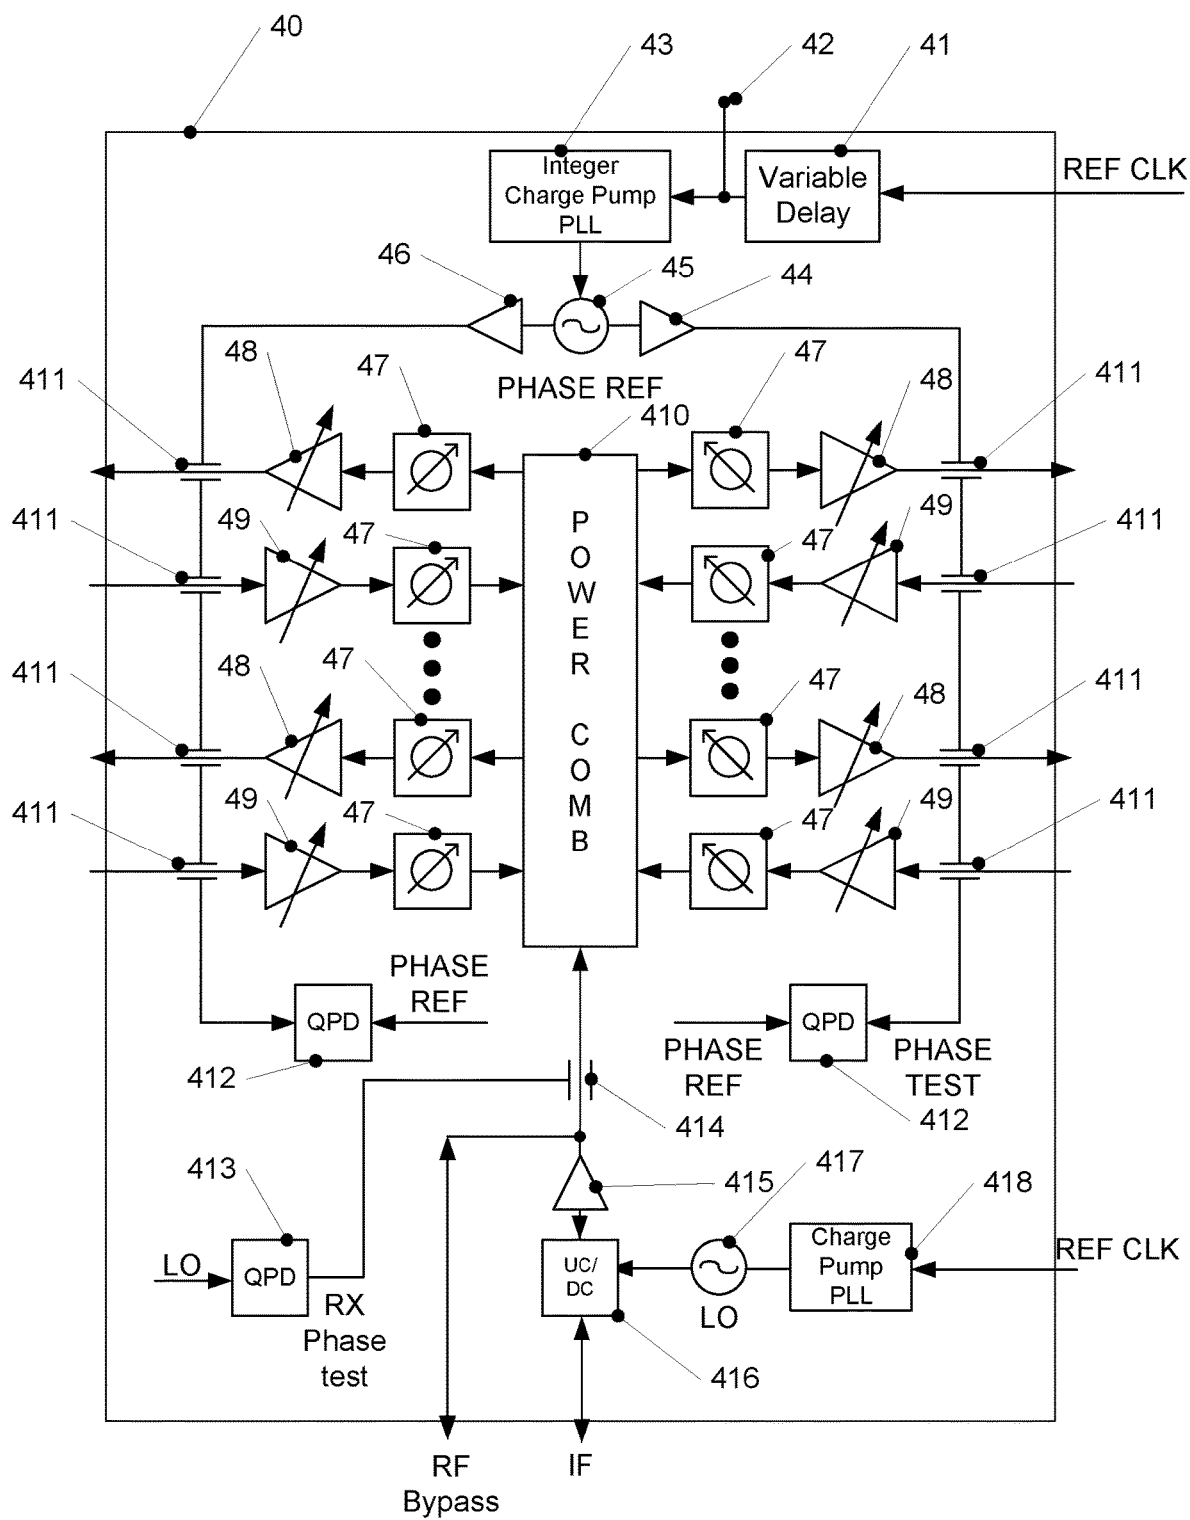 40
43
42
41
Integer
Charge Pump
PLL
Variable
Delay
REF CLK
46
45
44
PHASE REF
411
48
47
410
47
48
411
411
49
47
POWER COMB
47
49
411
411
48
47
47
48
411
411
49
47
47
49
411
PHASE
REF
QPD
412
PHASE
REF
QPD
PHASE
TEST
412
414
413
LO
QPD
RX
Phase
test
415
UC/
DC
416
417
LO
418
Charge
Pump
PLL
REF CLK
RF
Bypass
IF